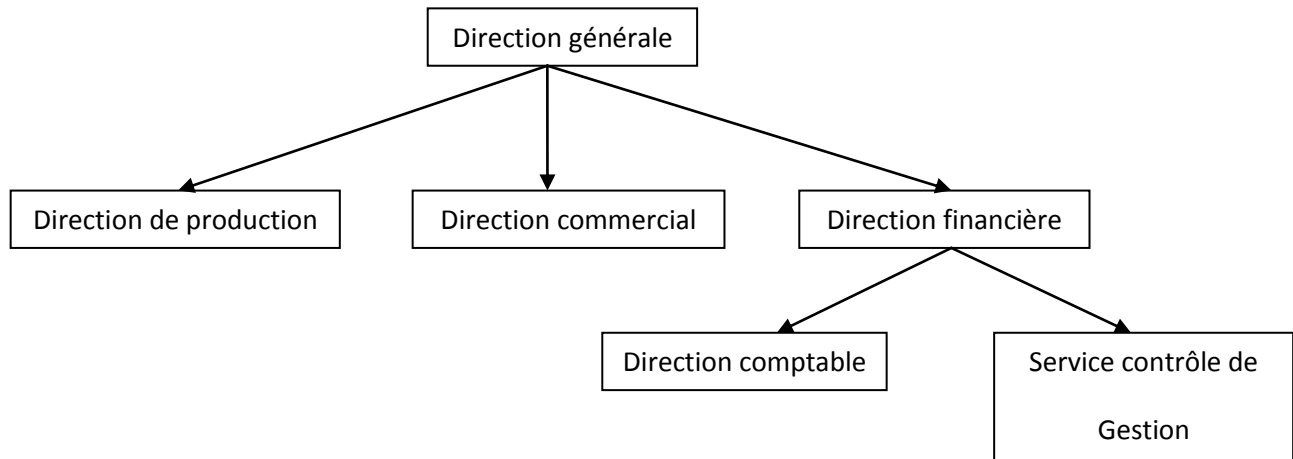 Direction générale
Direction de production
Direction commercial
Direction financière
Direction comptable
Service contrôle de
Gestion